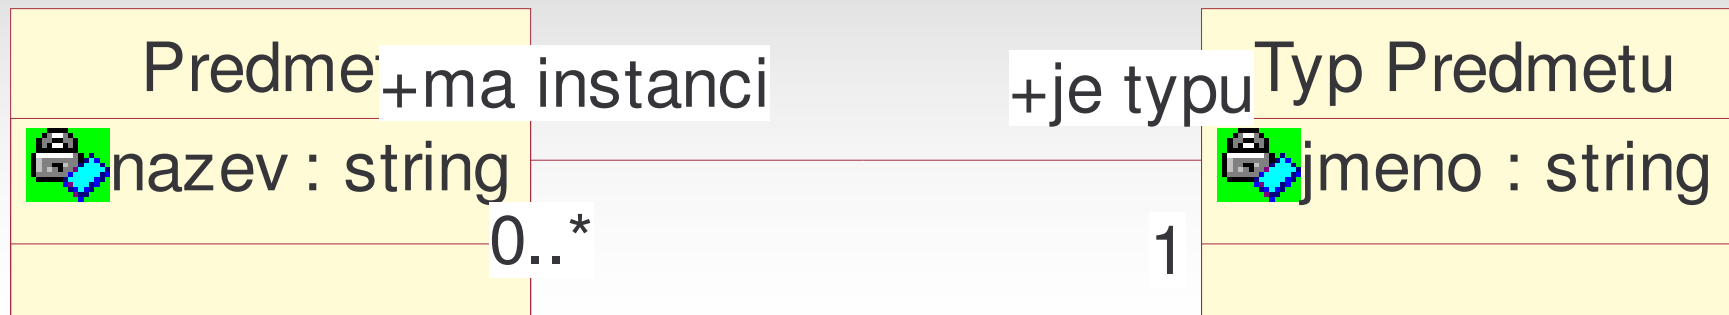 Predme
+ma instanci
+je typu
Typ Predmetu
nazev : string
jmeno : string
0..*
1